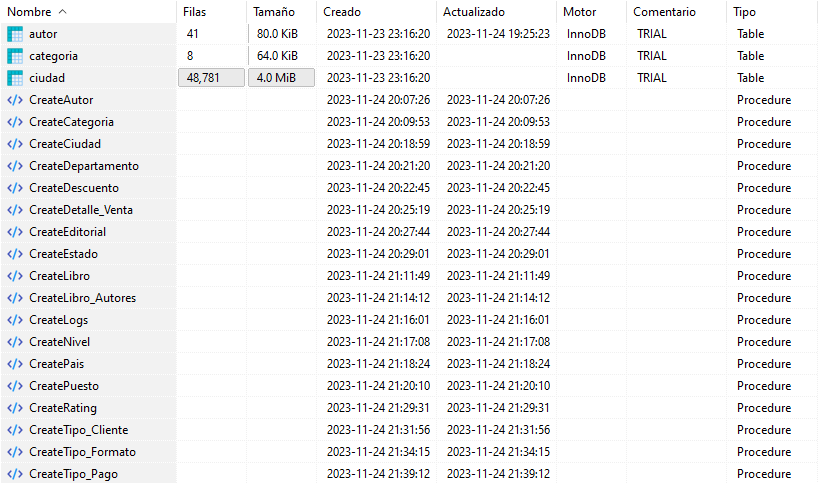 Nombre Filas Tamaño Creado Actualizado Motor Comentario Tipo
autor 41 80.0 KiB 2023-11-23 23:16:20 2023-11-24 19:25:23 InnoDB TRIAL Table
categoria 8 64.0 KiB 2023-11-23 23:16:20 InnoDB TRIAL Table
ciudad 48,781 4.0 MiB 2023-11-23 23:16:20 InnoDB TRIAL Table
CreateAutor 2023-11-24 20:07:26 2023-11-24 20:07:26 Procedure
CreateCategoria 2023-11-24 20:09:53 2023-11-24 20:09:53 Procedure
CreateCiudad 2023-11-24 20:18:59 2023-11-24 20:18:59 Procedure
CreateDepartamento 2023-11-24 20:21:20 2023-11-24 20:21:20 Procedure
CreateDescuento 2023-11-24 20:22:45 2023-11-24 20:22:45 Procedure
CreateDetalle_Venta 2023-11-24 20:25:19 2023-11-24 20:25:19 Procedure
CreateEditorial 2023-11-24 20:27:44 2023-11-24 20:27:44 Procedure
CreateEstado 2023-11-24 20:29:01 2023-11-24 20:29:01 Procedure
CreateLibro 2023-11-24 21:11:49 2023-11-24 21:11:49 Procedure
CreateLibro_Autores 2023-11-24 21:14:12 2023-11-24 21:14:12 Procedure
CreateLogs 2023-11-24 21:16:01 2023-11-24 21:16:01 Procedure
CreateNivel 2023-11-24 21:17:08 2023-11-24 21:17:08 Procedure
CreatePais 2023-11-24 21:18:24 2023-11-24 21:18:24 Procedure
CreatePuesto 2023-11-24 21:20:10 2023-11-24 21:20:10 Procedure
CreateRating 2023-11-24 21:29:31 2023-11-24 21:29:31 Procedure
CreateTipo_Cliente 2023-11-24 21:31:56 2023-11-24 21:31:56 Procedure
CreateTipo_Formato 2023-11-24 21:34:15 2023-11-24 21:34:15 Procedure
CreateTipo_Pago 2023-11-24 21:39:12 2023-11-24 21:39:12 Procedure